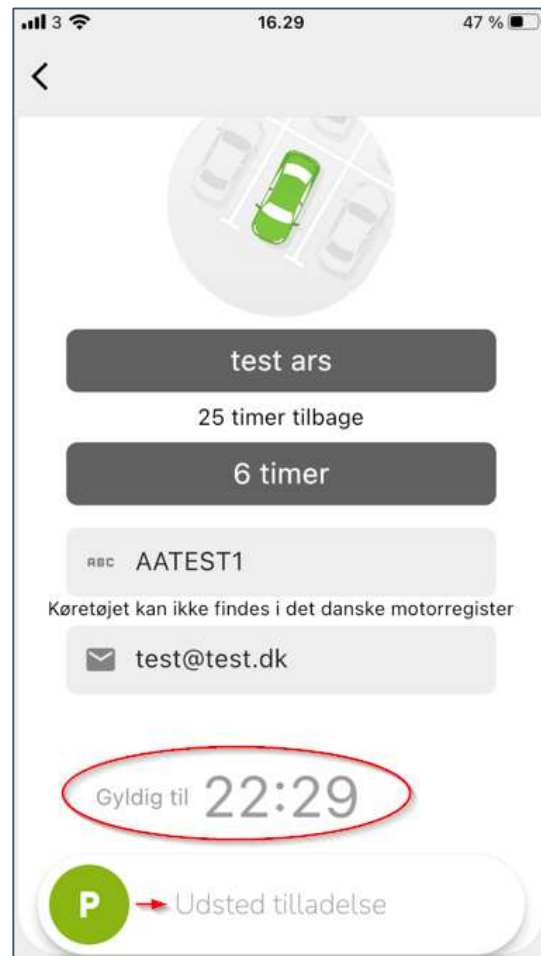 3 16.29 47 %
test ars
25 timer tilbage
6 timer
ABC AATEST1
Køretøjet kan ikke findes i det danske motorregister
test@test.dk
Gyldig til 22:29
P Udsted tilladelse